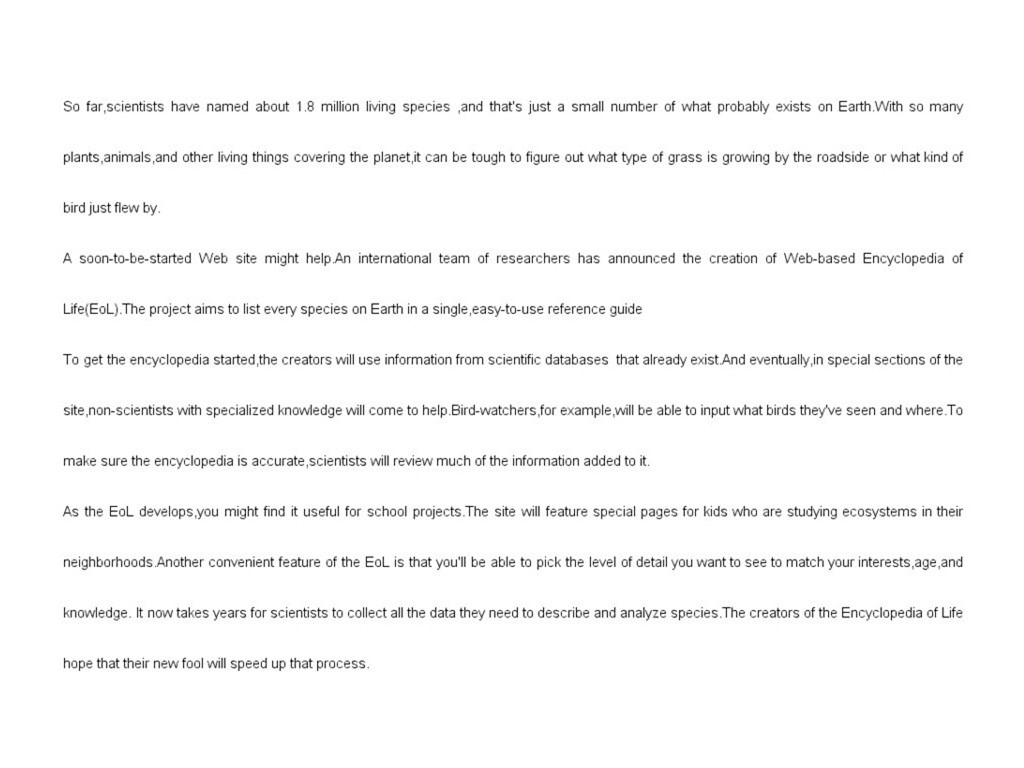 So far,scientists have named about 1.8 million living species ,and that's just a small number of what probably exists on Earth.With so many
plants,animals,and other living things covering the planet,it can be tough to figure out what type of grass is growing by the roadside or what kind of
bird just flew by.
A soon-to-be-started Web site might help.An international team of researchers has announced the creation of Web-based Encyclopedia of
Life(EoL).The project aims to list every species on Earth in a single,easy-to-use reference guide
To get the encyclopedia started,the creators will use information from scientific databases that already exist.And eventually,in special sections of the
site,non-scientists with specialized knowledge will come to help.Bird-watchers,for example,will be able to input what birds they've seen and where.To
make sure the encyclopedia is accurate,scientists will review much of the information added to it.
As the EoL develops,you might find it useful for school projects.The site will feature special pages for kids who are studying ecosystems in their
neighborhoods.Another convenient feature of the EoL is that you'll be able to pick the level of detail you want to see to match your interests,age,and
knowledge. It now takes years for scientists to collect all the data they need to describe and analyze species.The creators of the Encyclopedia of Life
hope that their new fool will speed up that process.